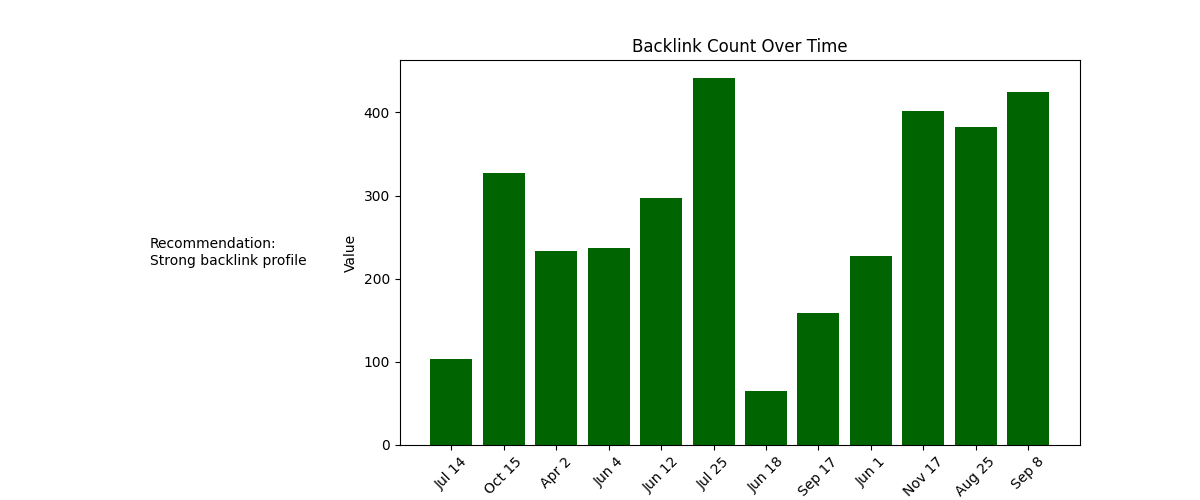 Backlink Count Over Time
Recommendation:
Strong backlink profile
Value
400
300
200
100
0
Jul 14
Oct 15
Apr 2
Jun 4
Jun 12
Jul 25
Jun 18
Sep 17
Jun 1
Nov 17
Aug 25
Sep 8